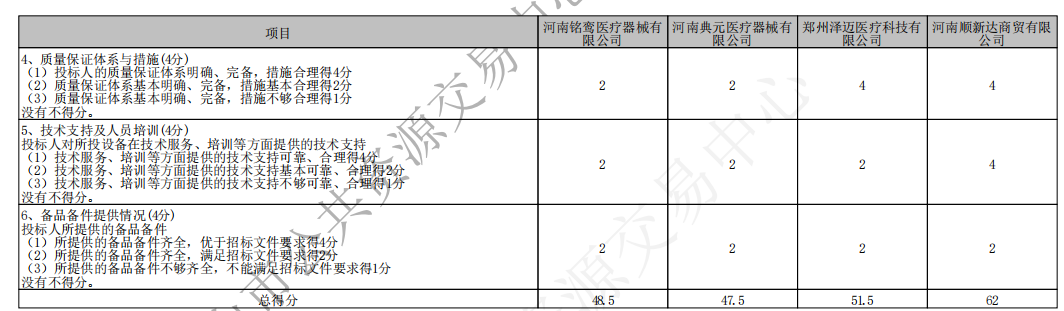 项目
河南铭鸾医疗器械有
限公司
河南典元医疗器械有
限公司
郑州泽迈医疗科技有
限公司
河南顺新达商贸有限
公司
4、质量保证体系与措施(4分)
（1）投标人的质量保证体系明确、完备，措施合理得4分
（2）质量保证体系基本明确、完备，措施基本合理得2分
（3）质量保证体系基本明确、完备，措施不够合理得1分
没有不得分。
2
2
4
4
5、技术支持及人员培训(4分)
投标人对所投设备在技术服务、培训等方面提供的技术支持
（1）技术服务、培训等方面提供的技术支持可靠、合理得4分
（2）技术服务、培训等方面提供的技术支持基本可靠、合理得2分
（3）技术服务、培训等方面提供的技术支持不够可靠、合理得1分
没有不得分。
2
2
2
4
6、备品备件提供情况(4分)
投标人所提供的备品备件
（1）所提供的备品备件齐全，优于招标文件要求得4分
（2）所提供的备品备件齐全，满足招标文件要求得2分
（3）所提供的备品备件不够齐全，不能满足招标文件要求得1分
没有不得分。
2
2
2
2
总得分
48.5
47.5
51.5
62
市公共资源交易中心
源交易中心